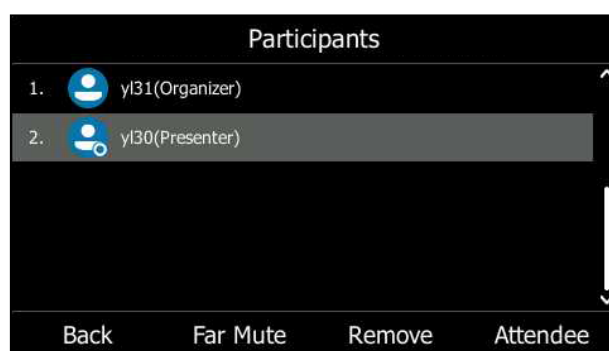 Participants
1. yl31(Organizer)
2. yl30(Presenter)
Back Far Mute Remove Attendee